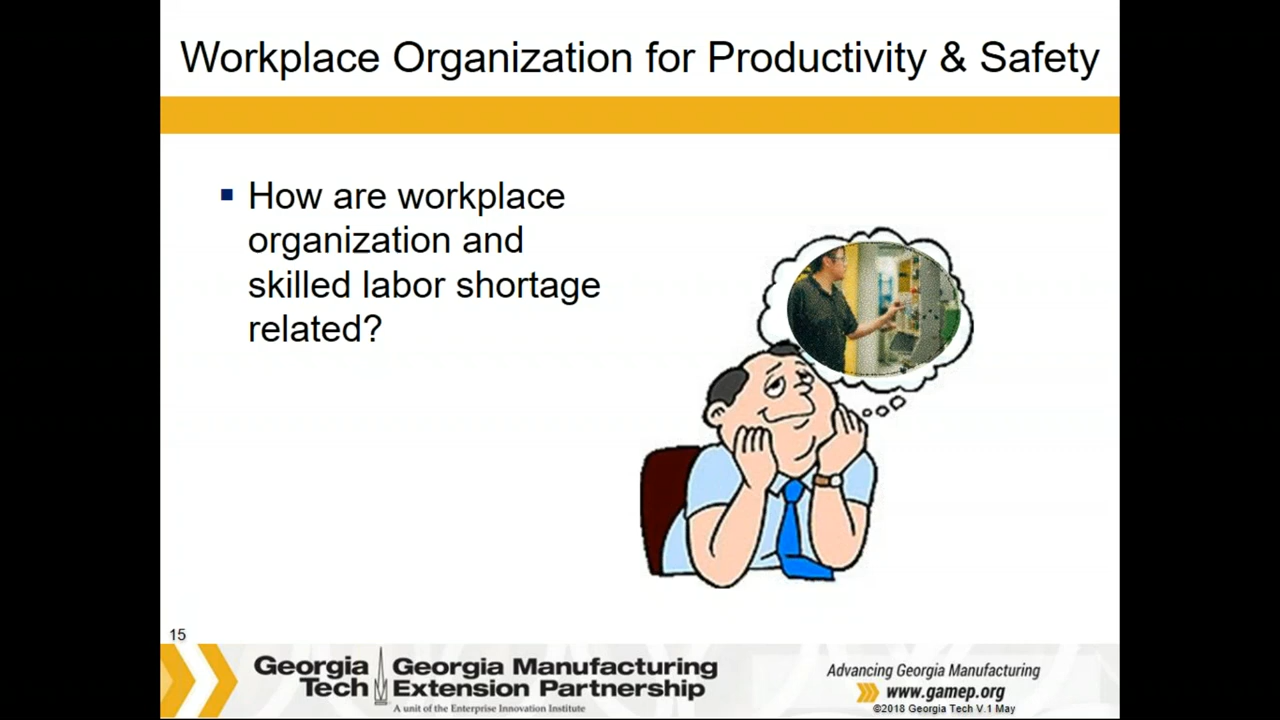 Workplace Organization for Productivity & Safety
How are workplace
organization and
skilled labor shortage
related?
15
Georgia Tech
Georgia Manufacturing
Extension Partnership
A unit of the Enterprise Innovation Institute
Advancing Georgia Manufacturing
www.gamep.org
©2018 Georgia Tech V.1 May